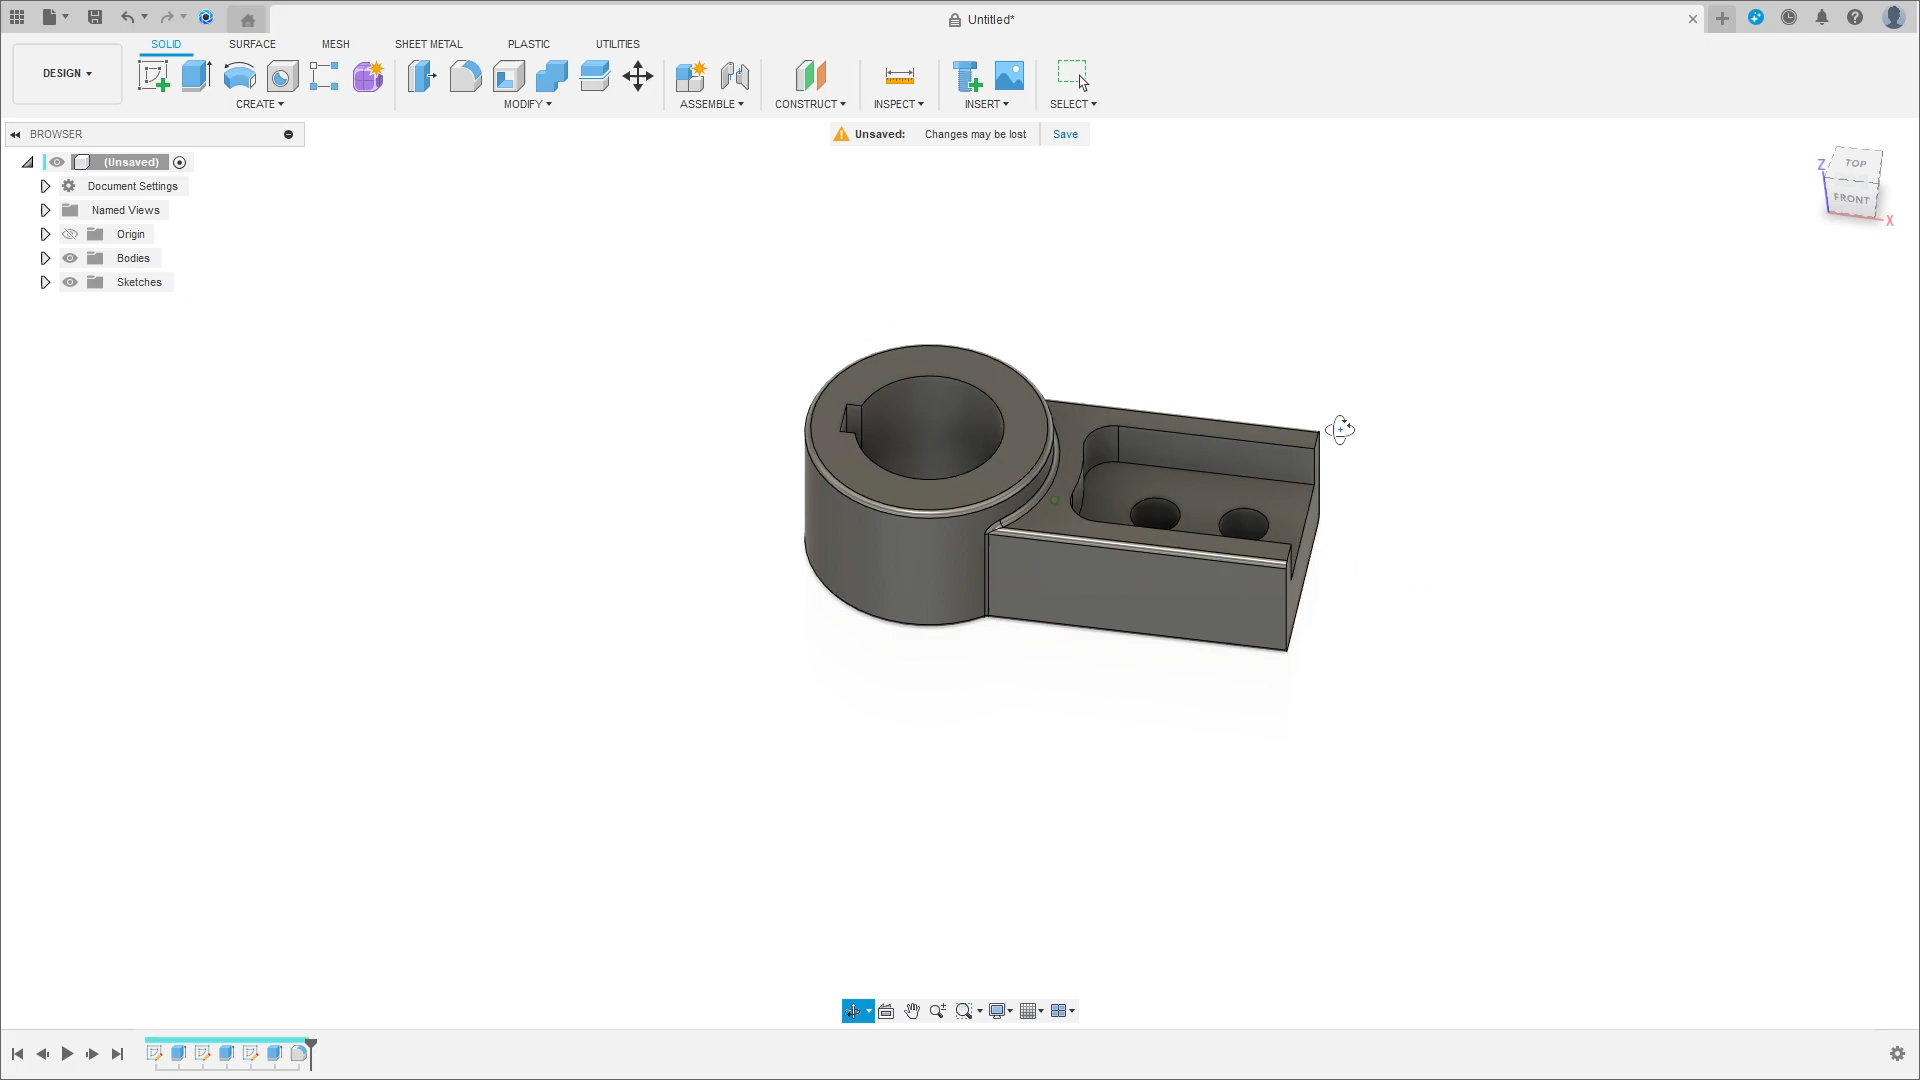 Untitled*
SOLID SURFACE MESH SHEET METAL PLASTIC UTILITIES
DESIGN
CREATE MODIFY ASSEMBLE CONSTRUCT INSPECT INSERT SELECT
BROWSER
Unsaved: Changes may be lost Save
(Unsaved)
Document Settings
Named Views
Origin
Bodies
Sketches
Z
TOP
FRONT
X